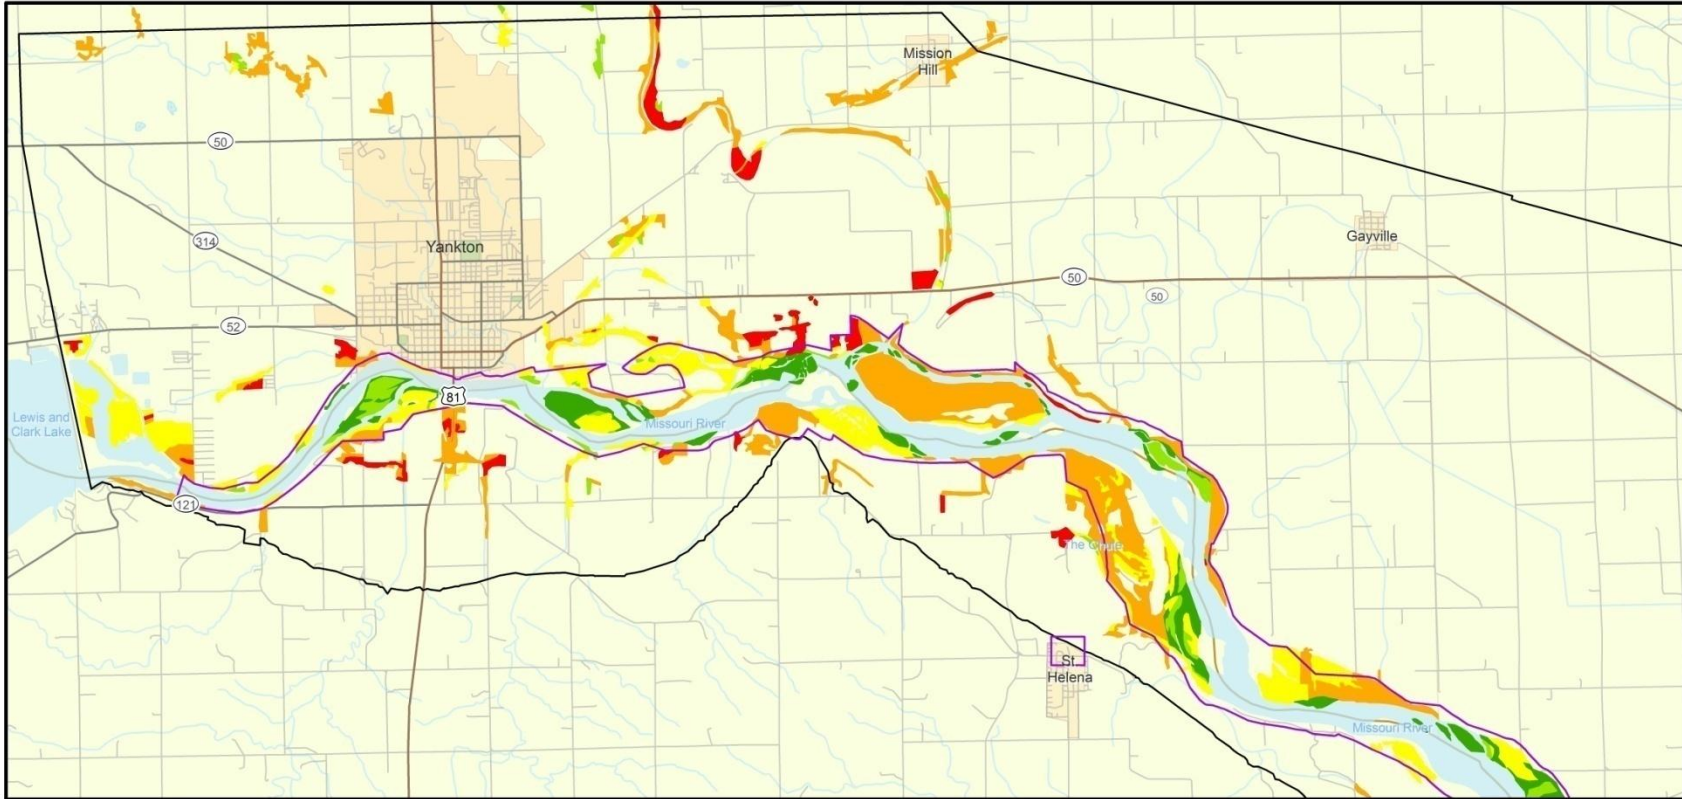 Mission
Hill
50
Yankton
314
Gayville
50
50
52
81
Lewis and
Clark Lake
Missouri River
121
The Chute
St
Helena
Missouri River